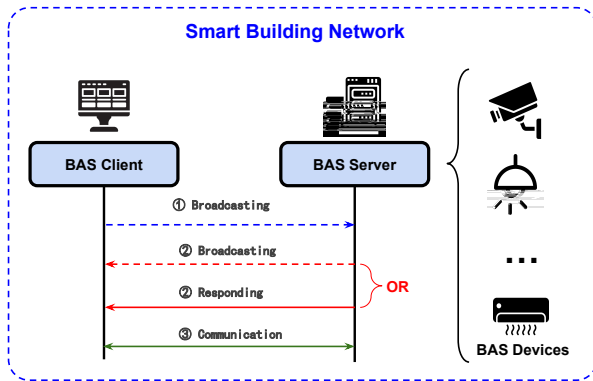 Smart Building Network
BAS Client
BAS Server
① Broadcasting
② Broadcasting
② Responding
OR
③ Communication
...
BAS Devices